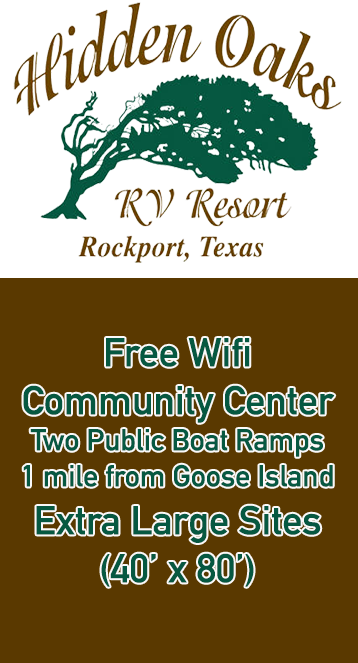 Hidden Oaks
RV Resort
Rockport, Texas
Free Wifi
Community Center
Two Public Boat Ramps
1 mile from Goose Island
Extra Large Sites
(40’ x 80’)